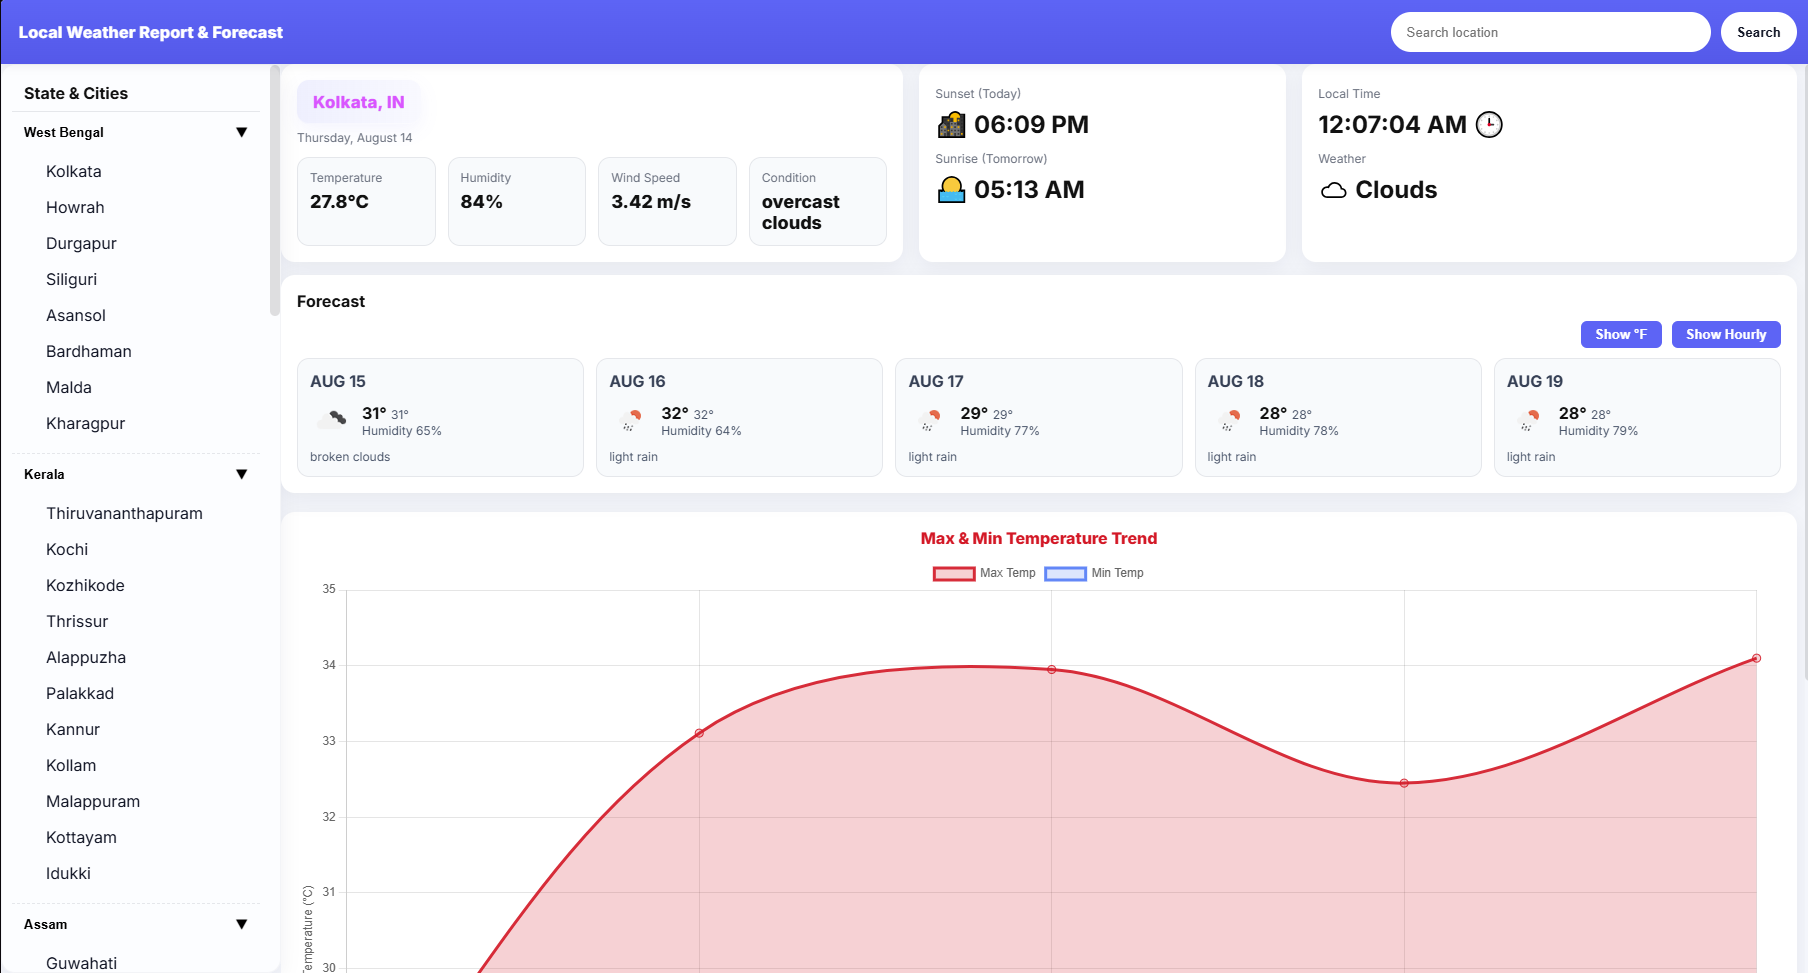 Local Weather Report & Forecast
Search location
Search
State & Cities
West Bengal ▼
Kolkata
Howrah
Durgapur
Siliguri
Asansol
Bardhaman
Malda
Kharagpur
Kerala ▼
Thiruvananthapuram
Kochi
Kozhikode
Thrissur
Alappuzha
Palakkad
Kannur
Kollam
Malappuram
Kottayam
Idukki
Assam ▼
Guwahati
Kolkata, IN
Thursday, August 14
Temperature
27.8°C
Humidity
84%
Wind Speed
3.42 m/s
Condition
overcast
clouds
Sunset (Today)
06:09 PM
Sunrise (Tomorrow)
05:13 AM
Local Time
12:07:04 AM
Weather
Clouds
Forecast
Show °F
Show Hourly
AUG 15
31° 31°
Humidity 65%
broken clouds
AUG 16
32° 32°
Humidity 64%
light rain
AUG 17
29° 29°
Humidity 77%
light rain
AUG 18
28° 28°
Humidity 78%
light rain
AUG 19
28° 28°
Humidity 79%
light rain
Max & Min Temperature Trend
Max Temp
Min Temp
35
34
33
32
31
30
emperature (°C)